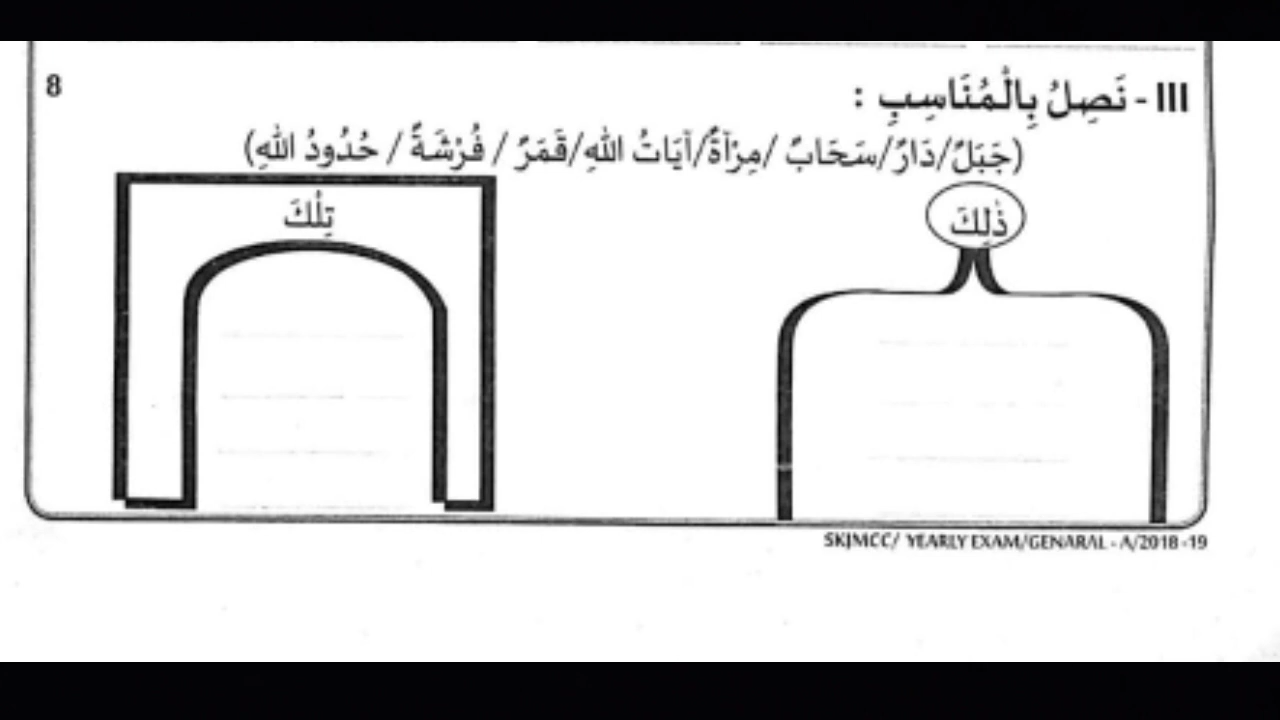 III - نَصِلُ بِالْمُنَاسِبِ :
8
(جَبَلٌ/دَارٌ/سَحَابٌ /مِرْآةٌ/آيَاتُ اللهِ/قَمَرٌ / فُرْشَةٌ / حُدُودُ اللهِ)
ذٰلِكَ
تِلْكَ
SKJMCC/ YEARLY EXAM/GENARAL - A/2018 -19